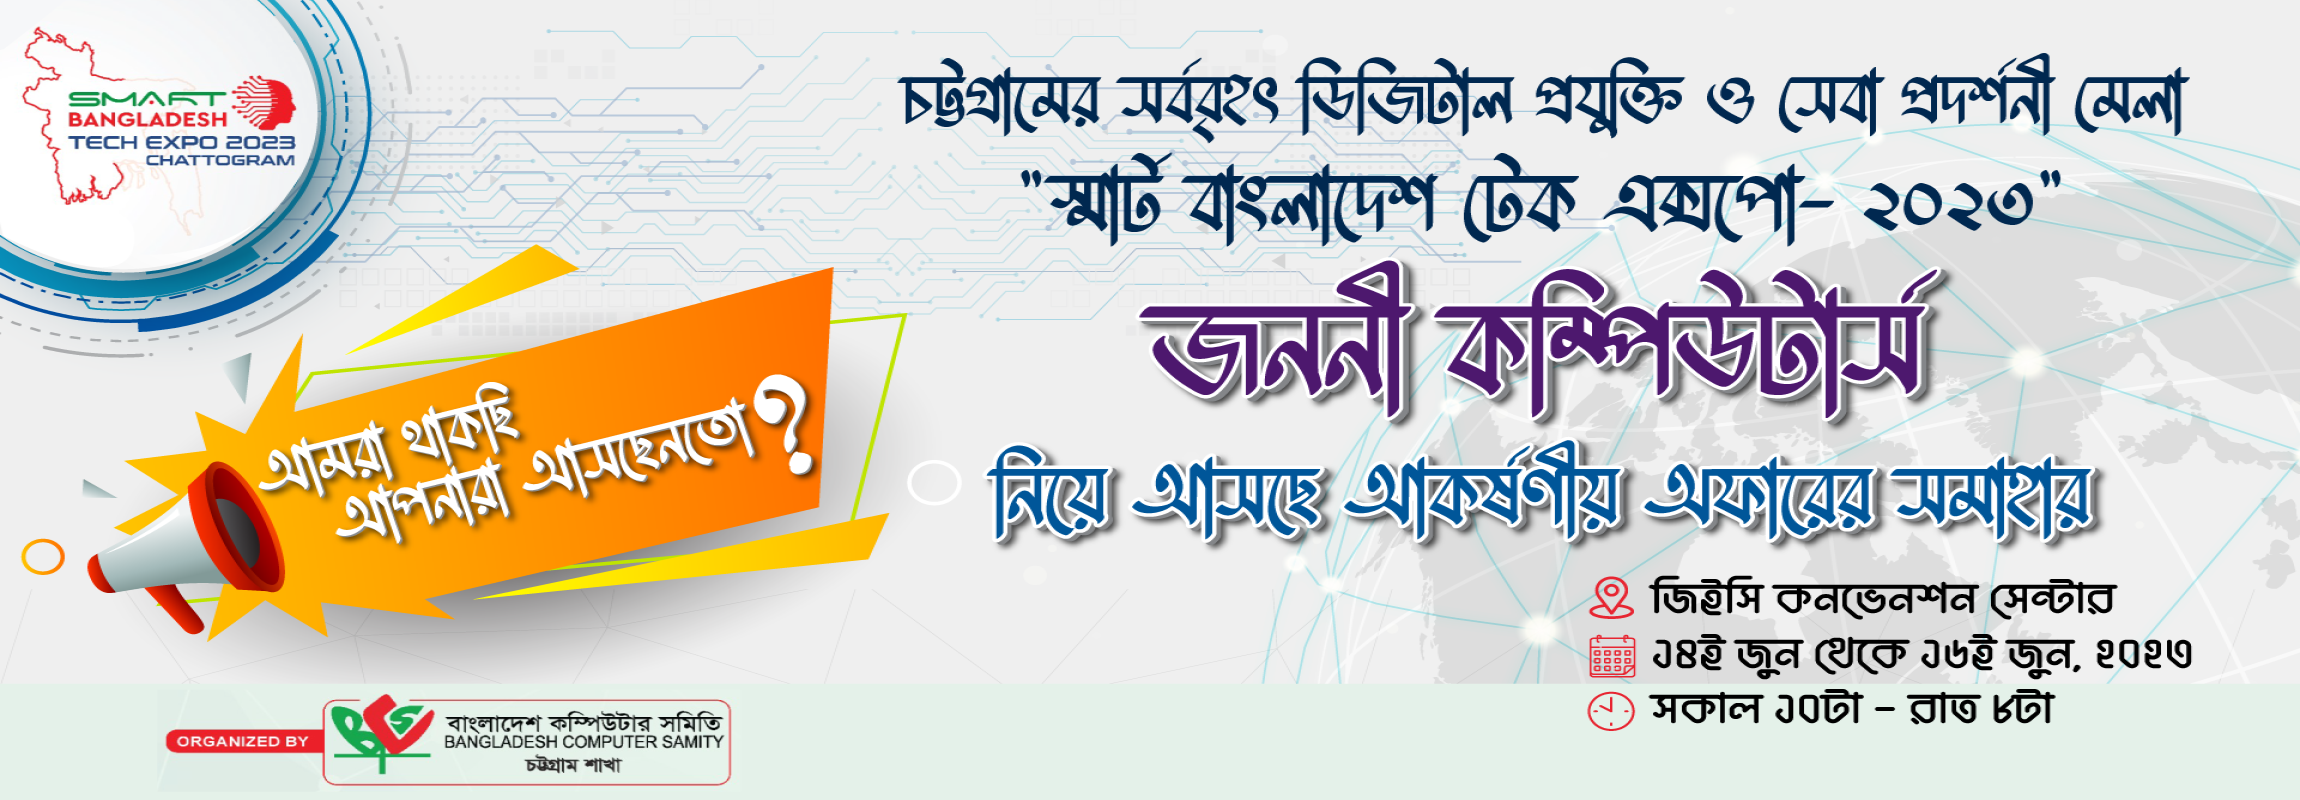 SMART
BANGLADESH
TECH EXPO 2023
CHATTOGRAM
চট্টগ্রামের সর্ববৃহৎ ডিজিটাল প্রযুক্তি ও সেবা প্রদর্শনী মেলা
"স্মার্ট বাংলাদেশ টেক এক্সপো- ২০২৩"
জননী কম্পিউটার্স
নিয়ে আসছে আকর্ষণীয় অফারের সমাহার
আমরা থাকছি
আপনারা আসছেনতো?
জিইসি কনভেনশন সেন্টার
১৪ই জুন থেকে ১৬ই জুন, ২০২৩
সকাল ১০টা - রাত ৮টা
ORGANIZED BY
বাংলাদেশ কম্পিউটার সমিতি
BANGLADESH COMPUTER SAMITY
চট্টগ্রাম শাখা